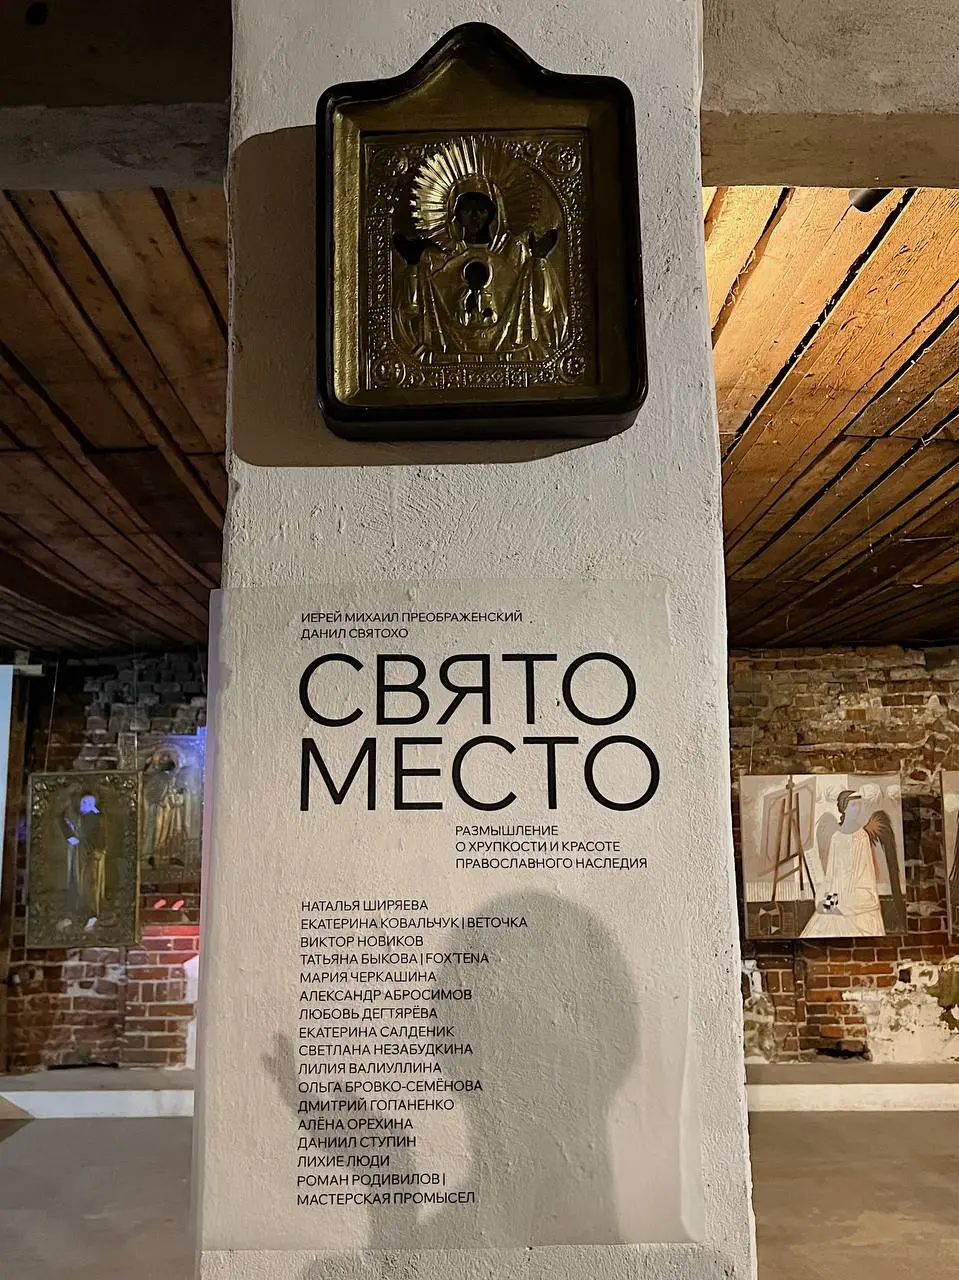 ИЕРЕЙ МИХАИЛ ПРЕОБРАЖЕНСКИЙ
ДАНИЛ СВЯТОХО
СВЯТО
МЕСТО
РАЗМЫШЛЕНИЕ
О ХРУПКОСТИ И КРАСОТЕ
ПРАВОСЛАВНОГО НАСЛЕДИЯ
НАТАЛЬЯ ШИРЯЕВА
ЕКАТЕРИНА КОВАЛЬЧУК | ВЕТОЧКА
ВИКТОР НОВИКОВ
ТАТЬЯНА БЫКОВА | FOX'TENA
МАРИЯ ЧЕРКАШИНА
АЛЕКСАНДР АБРОСИМОВ
ЛЮБОВЬ ДЕГТЯРЁВА
ЕКАТЕРИНА САЛДЕНИК
СВЕТЛАНА НЕЗАБУДКИНА
ЛИЛИЯ ВАЛИУЛЛИНА
ОЛЬГА БРОВКО-СЕМЁНОВА
ДМИТРИЙ ГОПАНЕНКО
АЛЁНА ОРЕХИНА
ДАНИИЛ СТУПИН
ЛИХИЕ ЛЮДИ
РОМАН РОДИВИЛОВ |
МАСТЕРСКАЯ ПРОМЫСЕЛ